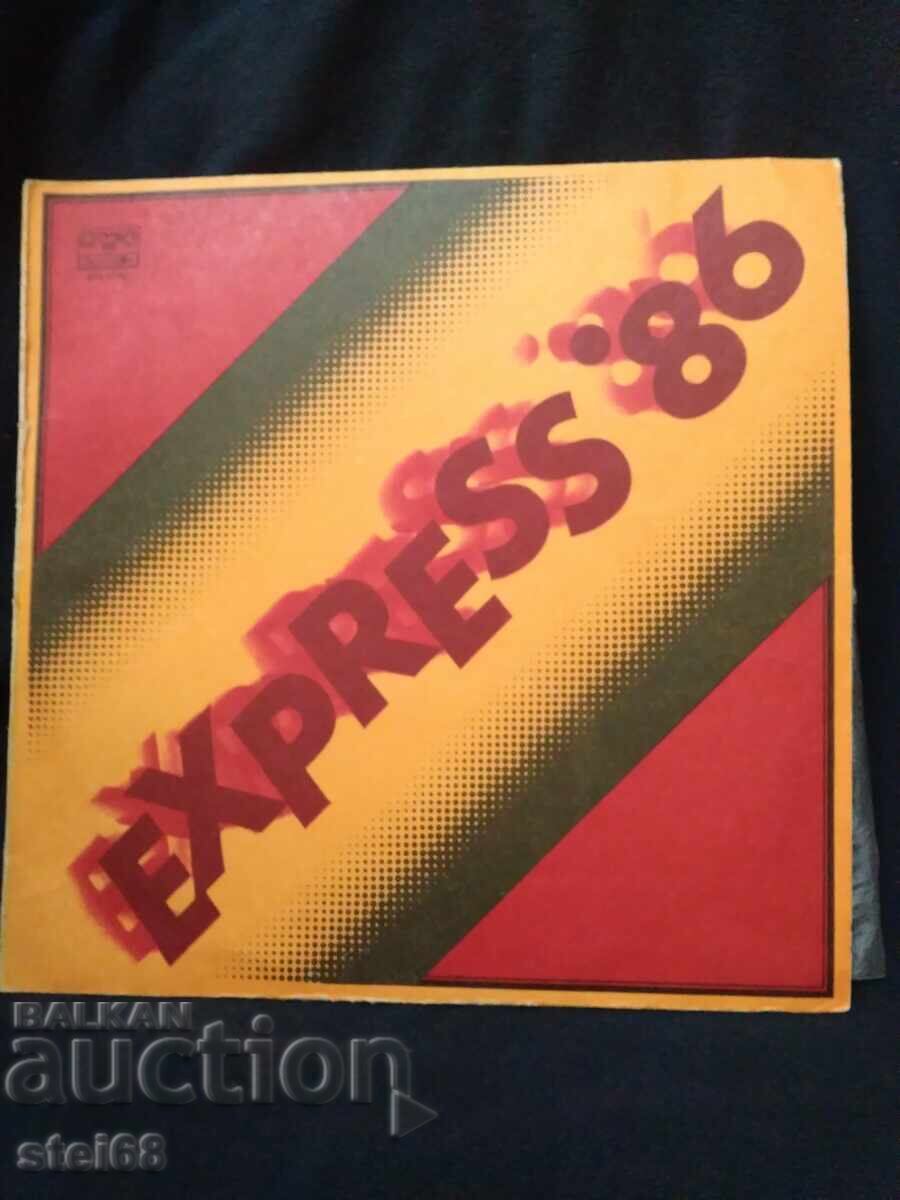 EXPRESS '86
BALKAN
auction
stei68